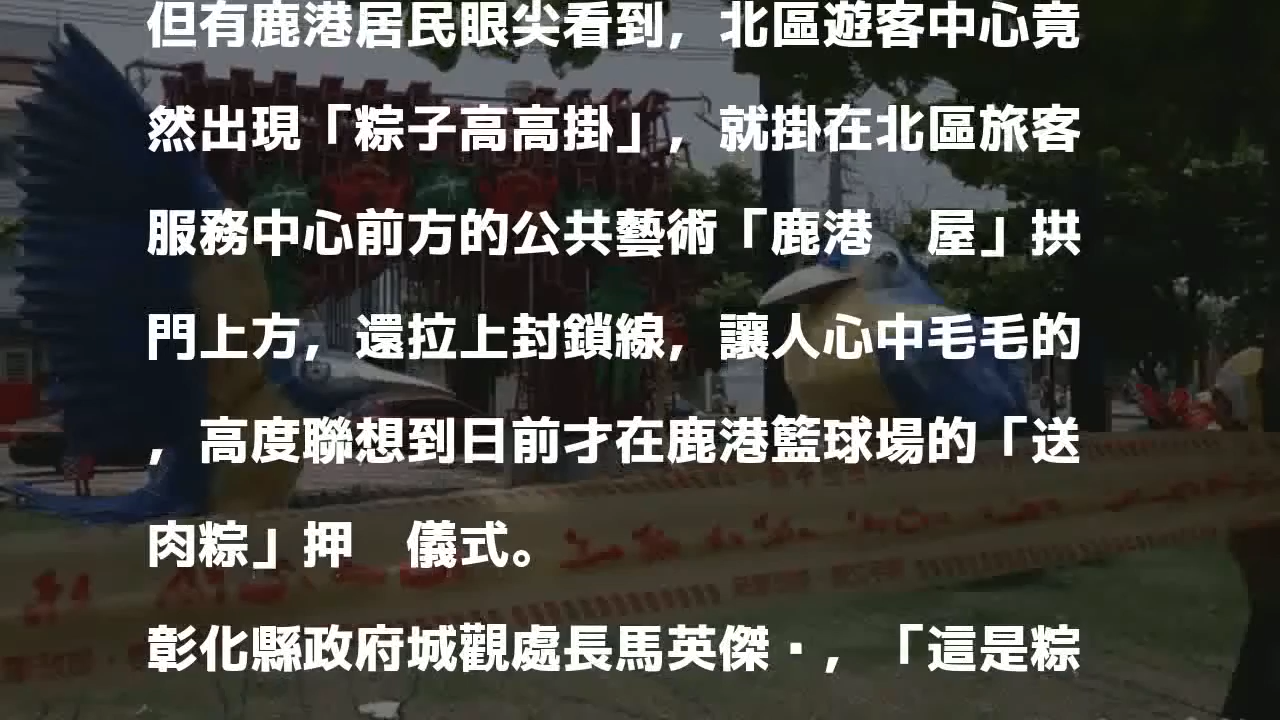 但有鹿港居民眼尖看到，北區遊客中心竟
然出現「粽子高高掛」，就掛在北區旅客
服務中心前方的公共藝術「鹿港　屋」拱
門上方，還拉上封鎖線，讓人心中毛毛的
，高度聯想到日前才在鹿港籃球場的「送
肉粽」押　儀式。
彰化縣政府城觀處長馬英傑·，「這是粽